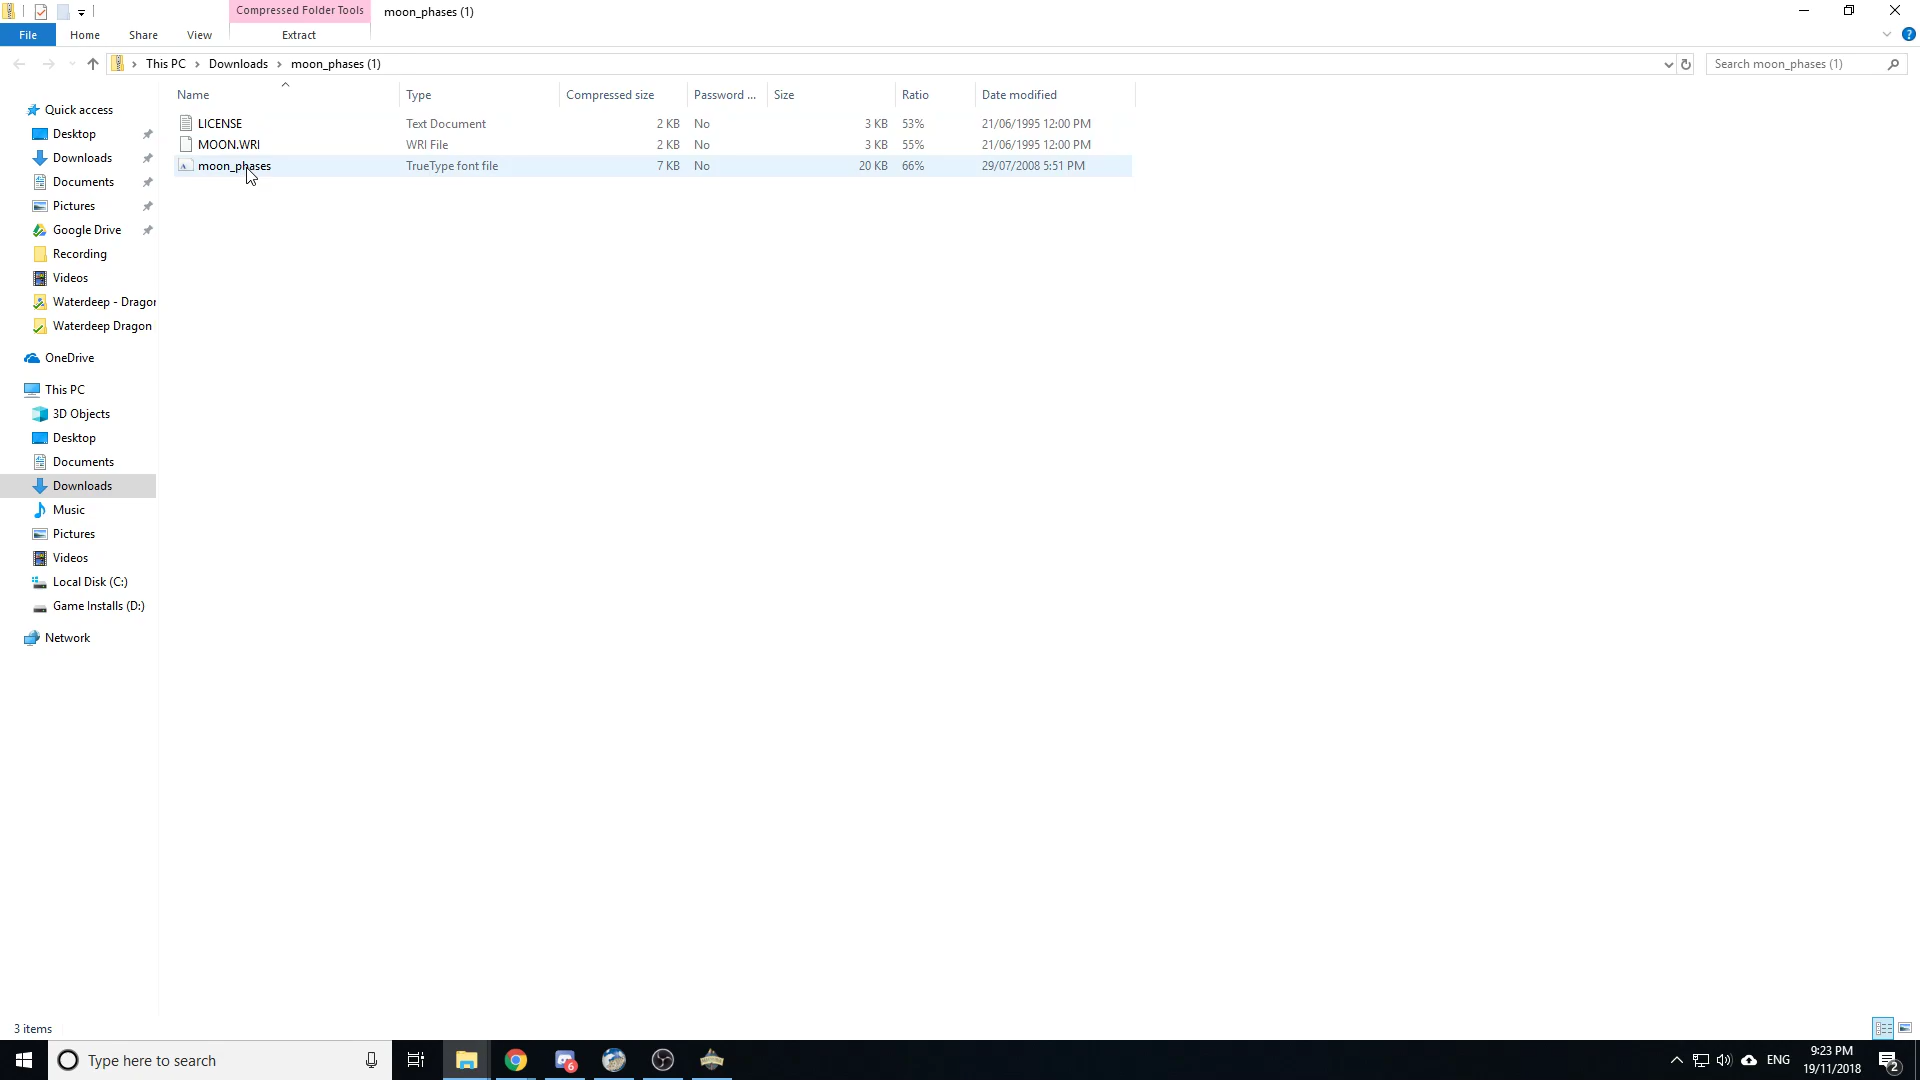 Compressed Folder Tools
moon_phases (1)
File
Home
Share
View
Extract
This PC
Downloads
moon_phases (1)
Search moon_phases (1)
Name
Type
Compressed size
Password ...
Size
Ratio
Date modified
LICENSE
Text Document
2 KB
No
3 KB
53%
21/06/1995 12:00 PM
MOON.WRI
WRI File
2 KB
No
3 KB
55%
21/06/1995 12:00 PM
moon_phases
TrueType font file
7 KB
No
20 KB
66%
29/07/2008 5:51 PM
Quick access
Desktop
Downloads
Documents
Pictures
Google Drive
Recording
Videos
Waterdeep - Dragon
Waterdeep Dragon
OneDrive
This PC
3D Objects
Desktop
Documents
Downloads
Music
Pictures
Videos
Local Disk (C:)
Game Installs (D:)
Network
3 items
Type here to search
6
ENG
9:23 PM
19/11/2018
2